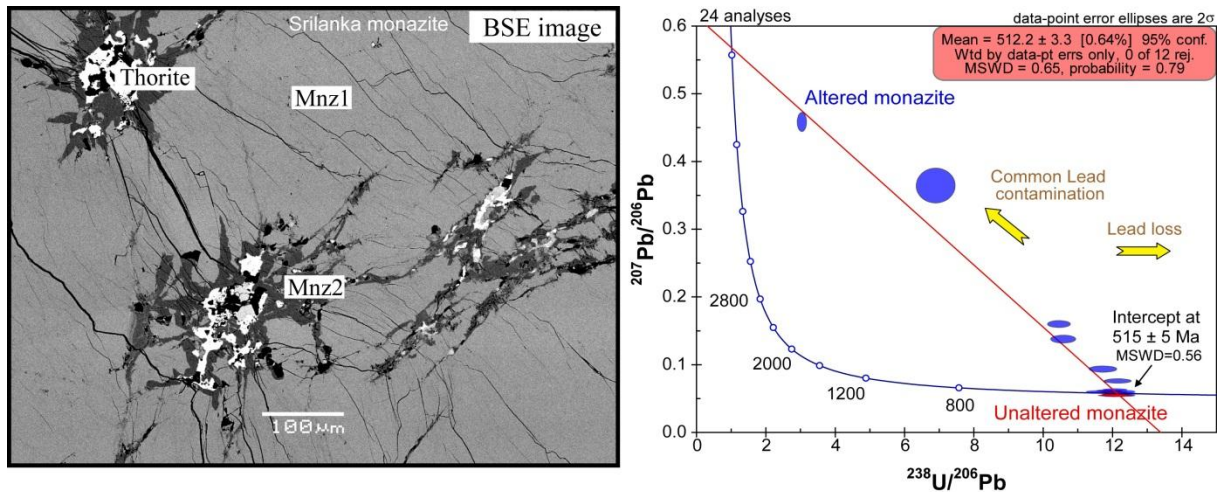 Srilanka monazite
BSE image
Thorite
Mnz1
Mnz2
100µm
24 analyses
data-point error ellipses are 2σ
Mean = 512.2 ± 3.3 [0.64%] 95% conf.
Wtd by data-pt errs only, 0 of 12 rej.
MSWD = 0.65, probability = 0.79
Altered monazite
Common Lead
contamination
Lead loss
Intercept at
515 ± 5 Ma
MSWD=0.56
Unaltered monazite
2800
2000
1200
800
0.6
0.5
0.4
0.3
0.2
0.1
0.0
0 2 4 6 8 10 12 14
²⁰⁷Pb/²⁰⁶Pb
²³⁸U/²⁰⁶Pb